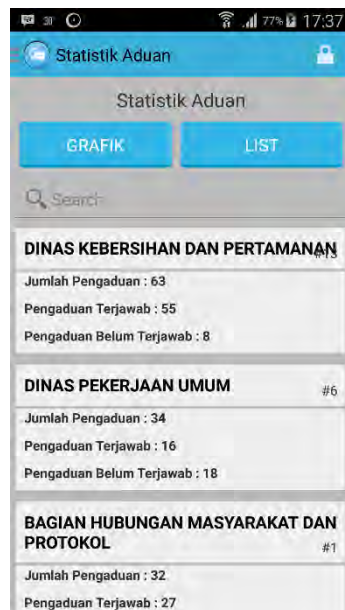 77% 17:37
Statistik Aduan
Statistik Aduan
GRAFIK LIST
Search
DINAS KEBERSIHAN DAN PERTAMANAN
Jumlah Pengaduan : 63
Pengaduan Terjawab : 55
Pengaduan Belum Terjawab : 8
DINAS PEKERJAAN UMUM
#6
Jumlah Pengaduan : 34
Pengaduan Terjawab : 16
Pengaduan Belum Terjawab : 18
BAGIAN HUBUNGAN MASYARAKAT DAN
PROTOKOL
#1
Jumlah Pengaduan : 32
Pengaduan Terjawab : 27